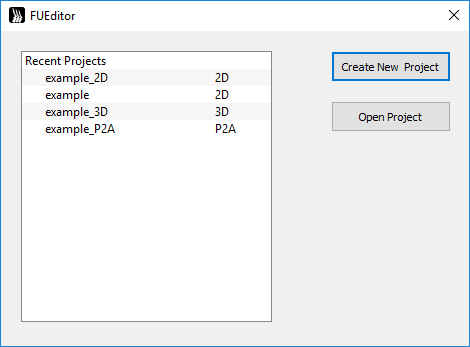 FUEditor
Recent Projects
example_2D 2D
example 2D
example_3D 3D
example_P2A P2A
Create New  Project
Open Project